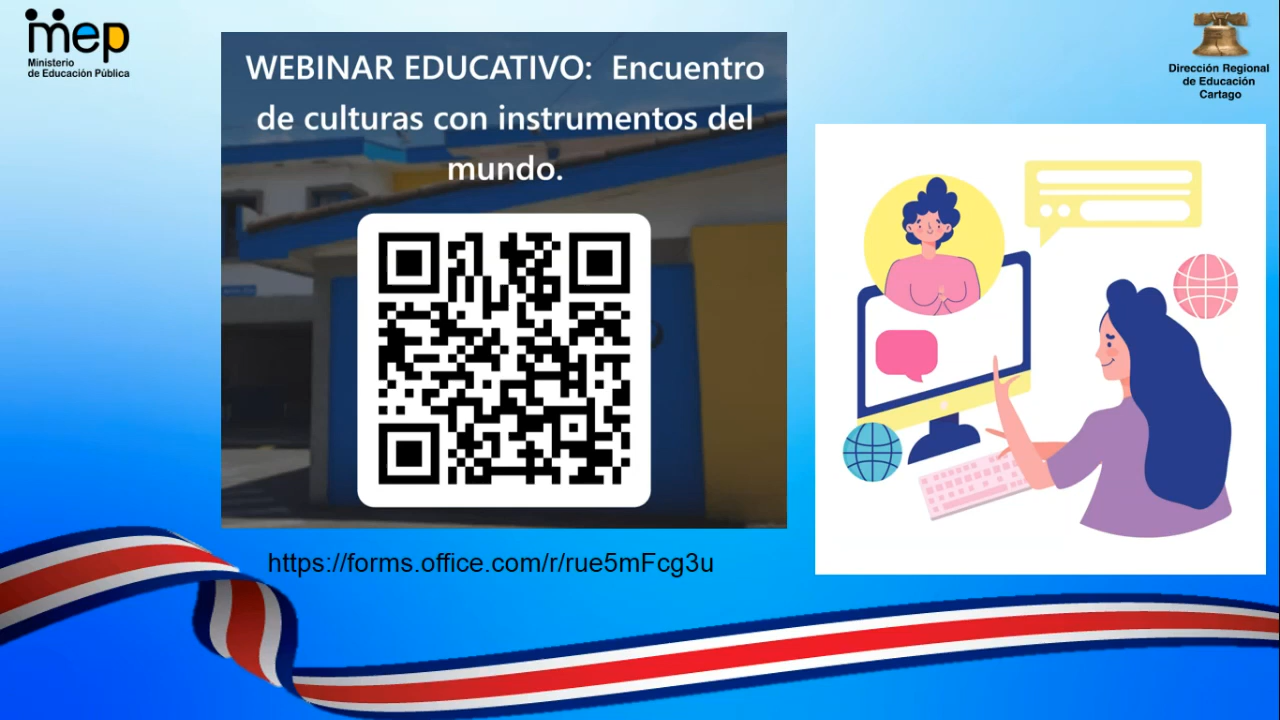 mep
Ministerio
de Educación Pública
Dirección Regional
de Educación
Cartago
WEBINAR EDUCATIVO: Encuentro
de culturas con instrumentos del
mundo.
https://forms.office.com/r/rue5mFcg3u